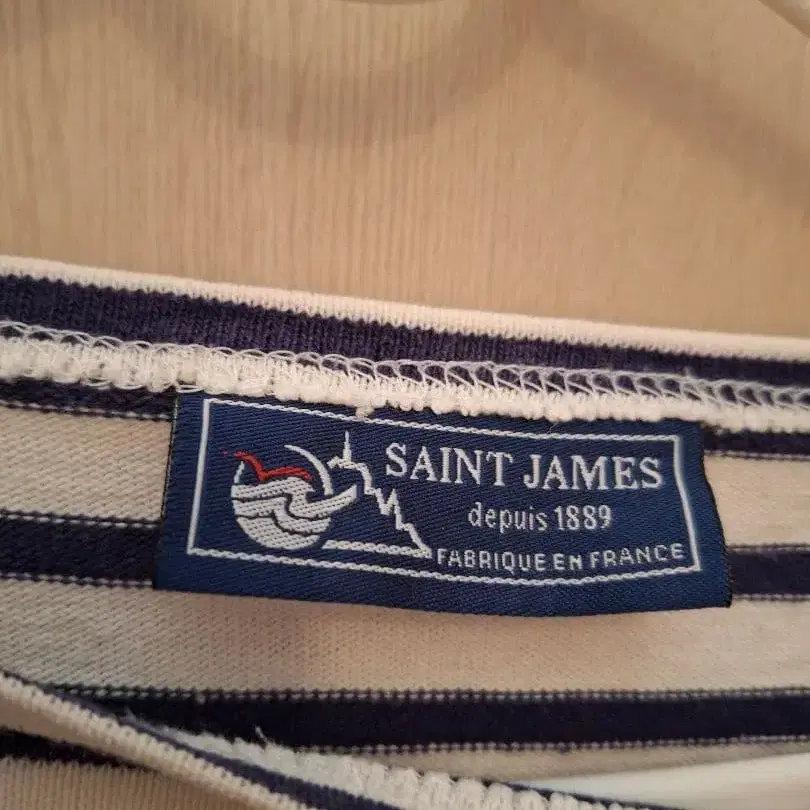 SAINT JAMES
depuis 1889
FABRIQUE EN FRANCE